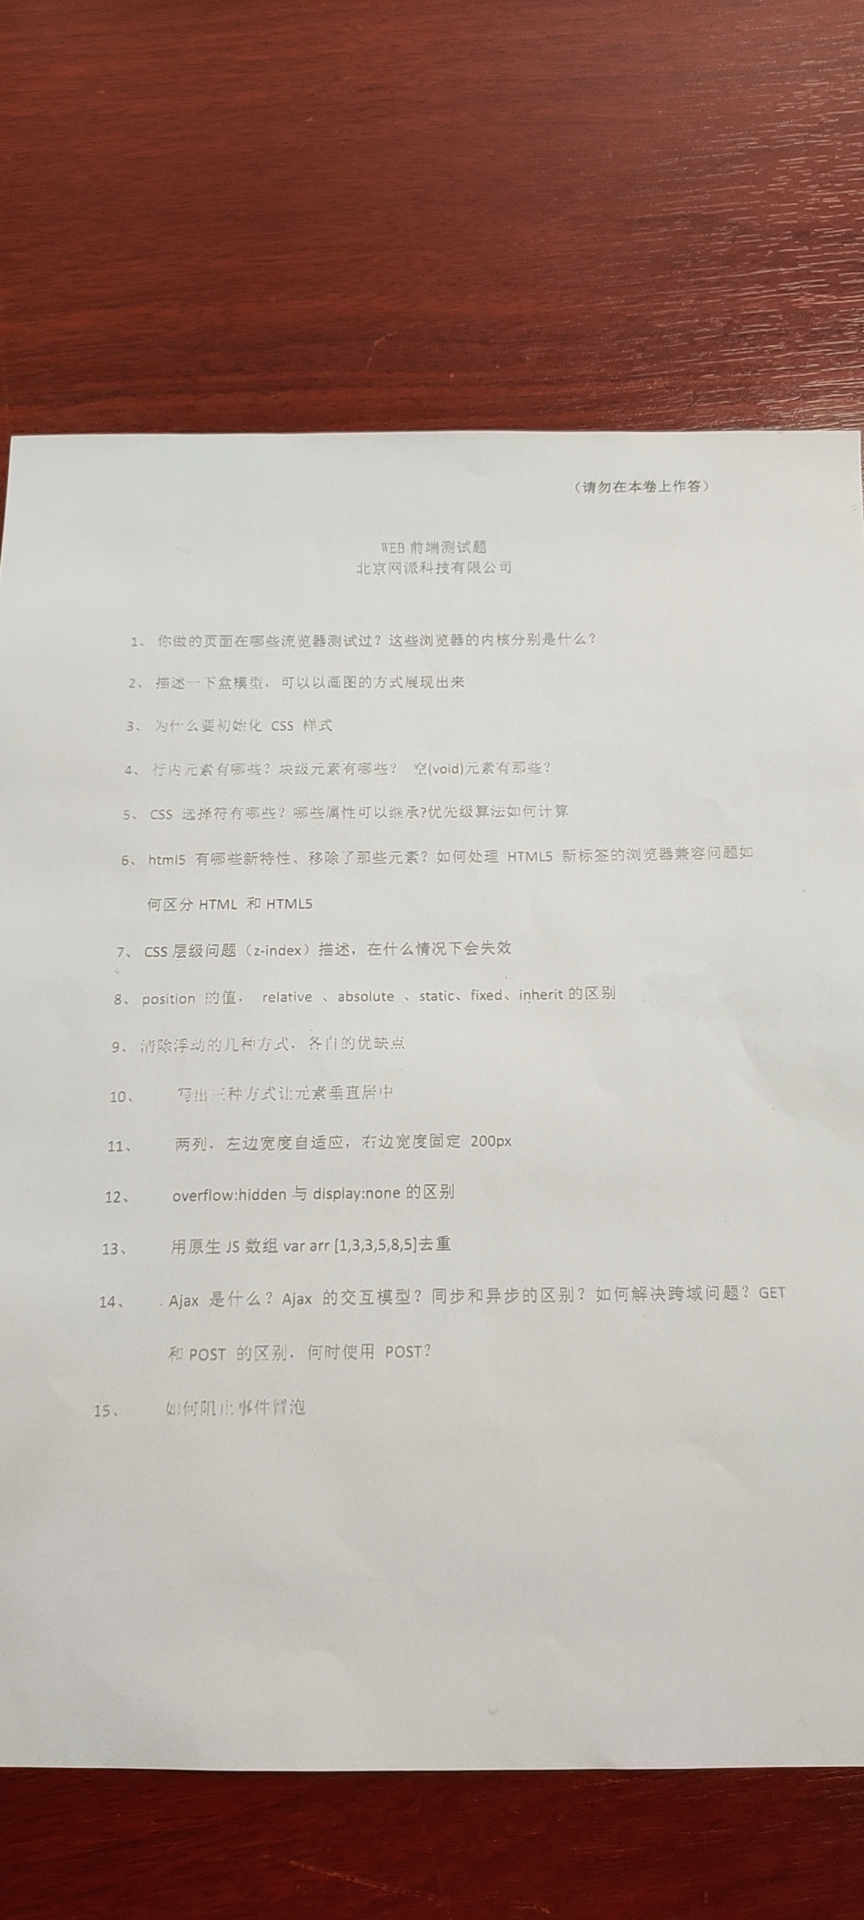 （请勿在本卷上作答）
WEB 前端测试题
北京网派科技有限公司
1、 你做的页面在哪些流览器测试过？这些浏览器的内核分别是什么？
2、 描述一下盒模型，可以以画图的方式展现出来
3、 为什么要初始化 CSS 样式
4、 行内元素有哪些？块级元素有哪些？ 空(void)元素有那些？
5、 CSS 选择符有哪些？哪些属性可以继承?优先级算法如何计算
6、 html5 有哪些新特性、移除了那些元素？如何处理 HTML5 新标签的浏览器兼容问题如
何区分 HTML 和 HTML5
7、 CSS 层级问题（z-index）描述，在什么情况下会失效
8、 position 的值， relative 、absolute 、static、fixed、inherit 的区别
9、 消除浮动的几种方式，各自的优缺点
10、 写出三种方式让元素垂直居中
11、 两列，左边宽度自适应，右边宽度固定 200px
12、 overflow:hidden 与 display:none 的区别
13、 用原生 JS 数组 var arr [1,3,3,5,8,5]去重
14、 Ajax 是什么？Ajax 的交互模型？同步和异步的区别？如何解决跨域问题？GET
和 POST 的区别，何时使用 POST？
15、 如何阻止事件冒泡